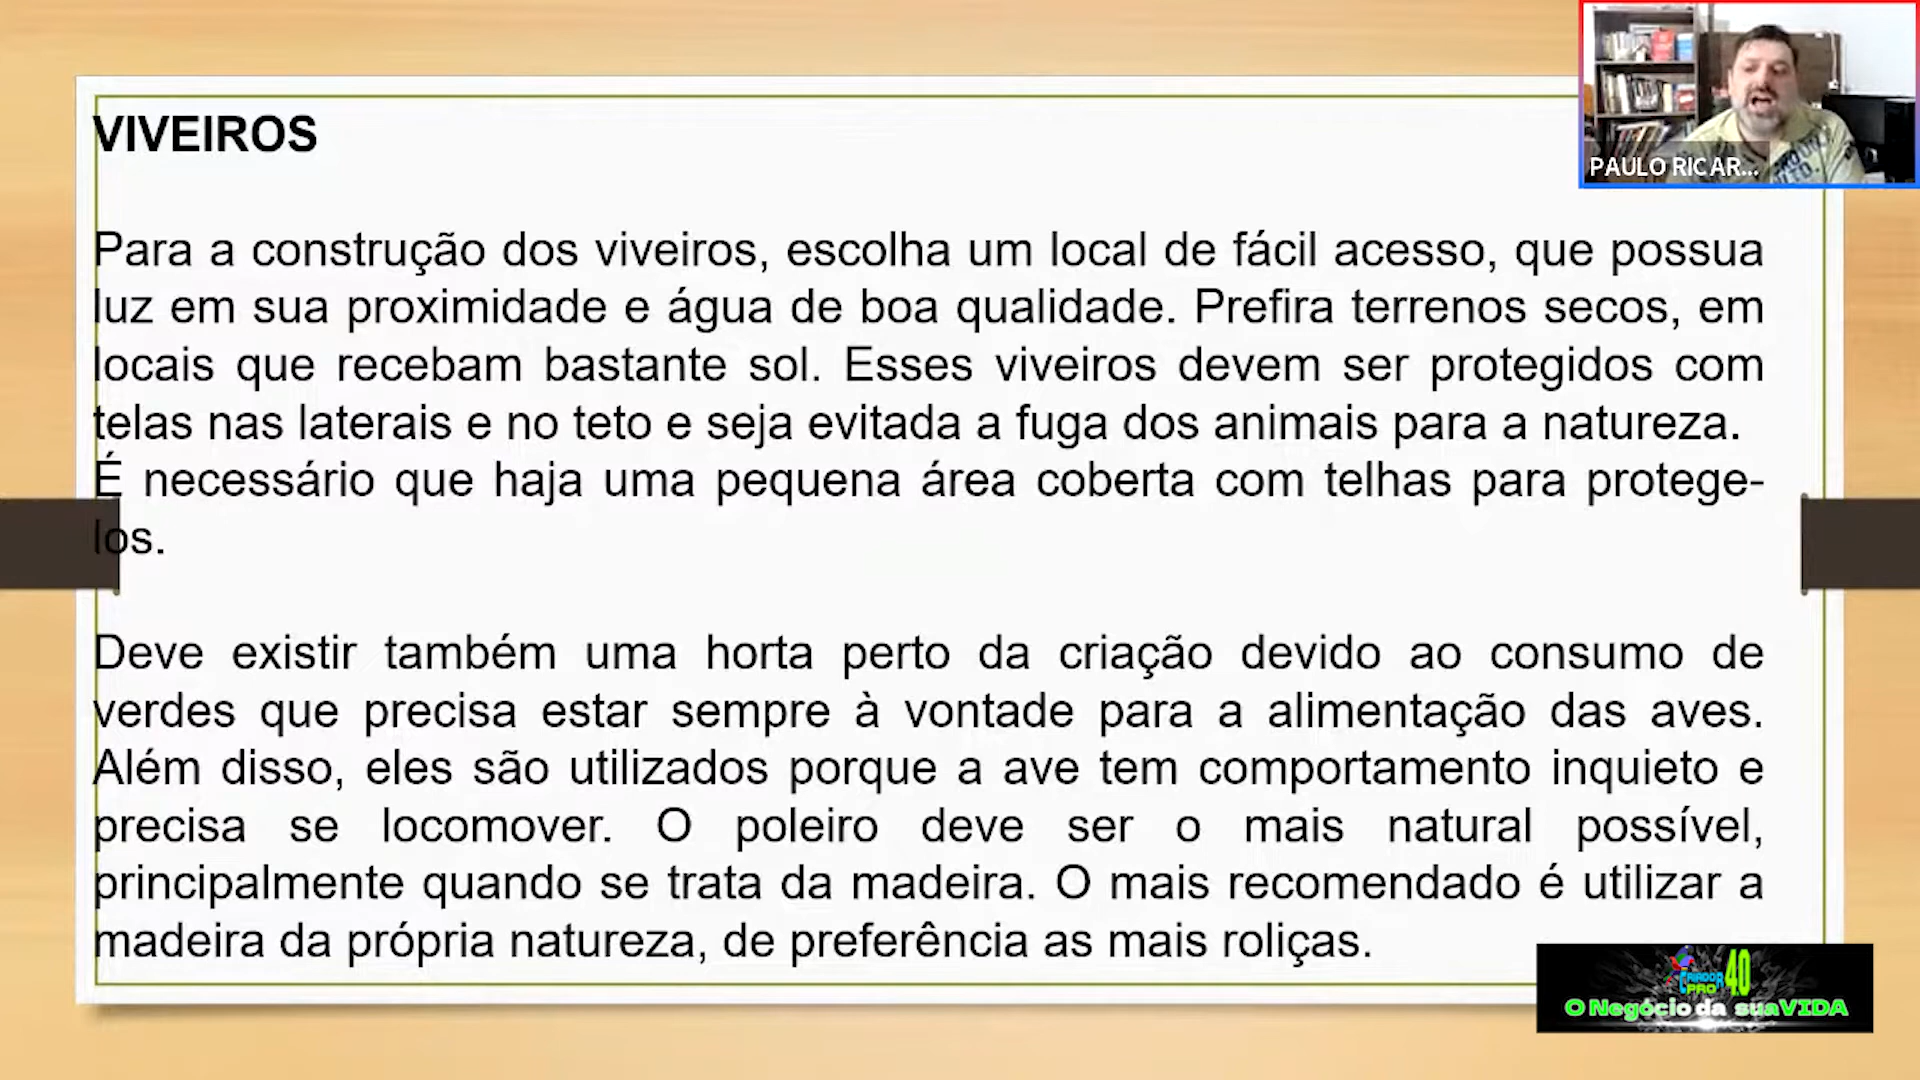 VIVEIROS
Para a construção dos viveiros, escolha um local de fácil acesso, que possua
luz em sua proximidade e água de boa qualidade. Prefira terrenos secos, em
locais que recebam bastante sol. Esses viveiros devem ser protegidos com
telas nas laterais e no teto e seja evitada a fuga dos animais para a natureza.
É necessário que haja uma pequena área coberta com telhas para protege-
los.
Deve existir também uma horta perto da criação devido ao consumo de
verdes que precisa estar sempre à vontade para a alimentação das aves.
Além disso, eles são utilizados porque a ave tem comportamento inquieto e
precisa se locomover. O poleiro deve ser o mais natural possível,
principalmente quando se trata da madeira. O mais recomendado é utilizar a
madeira da própria natureza, de preferência as mais roliças.
PAULO RICAR...
CRIADOR
PRO 4.0
O Negócio da suaVIDA